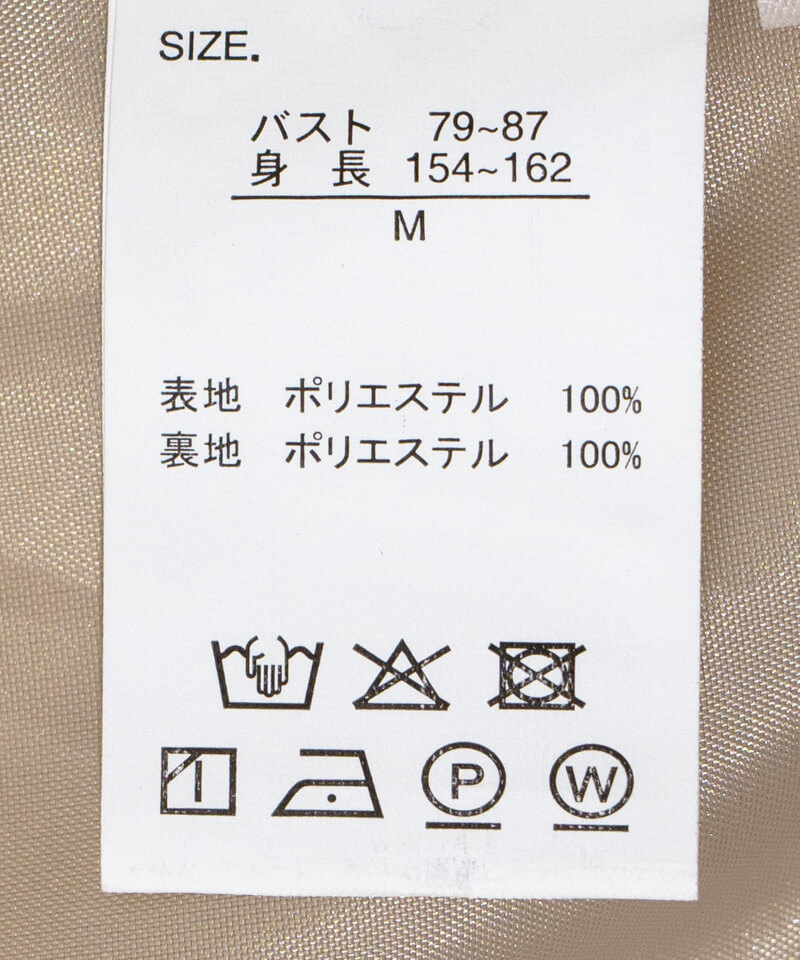 SIZE.
バスト 79~87
身長 154~162
M
表地 ポリエステル 100%
裏地 ポリエステル 100%
P W